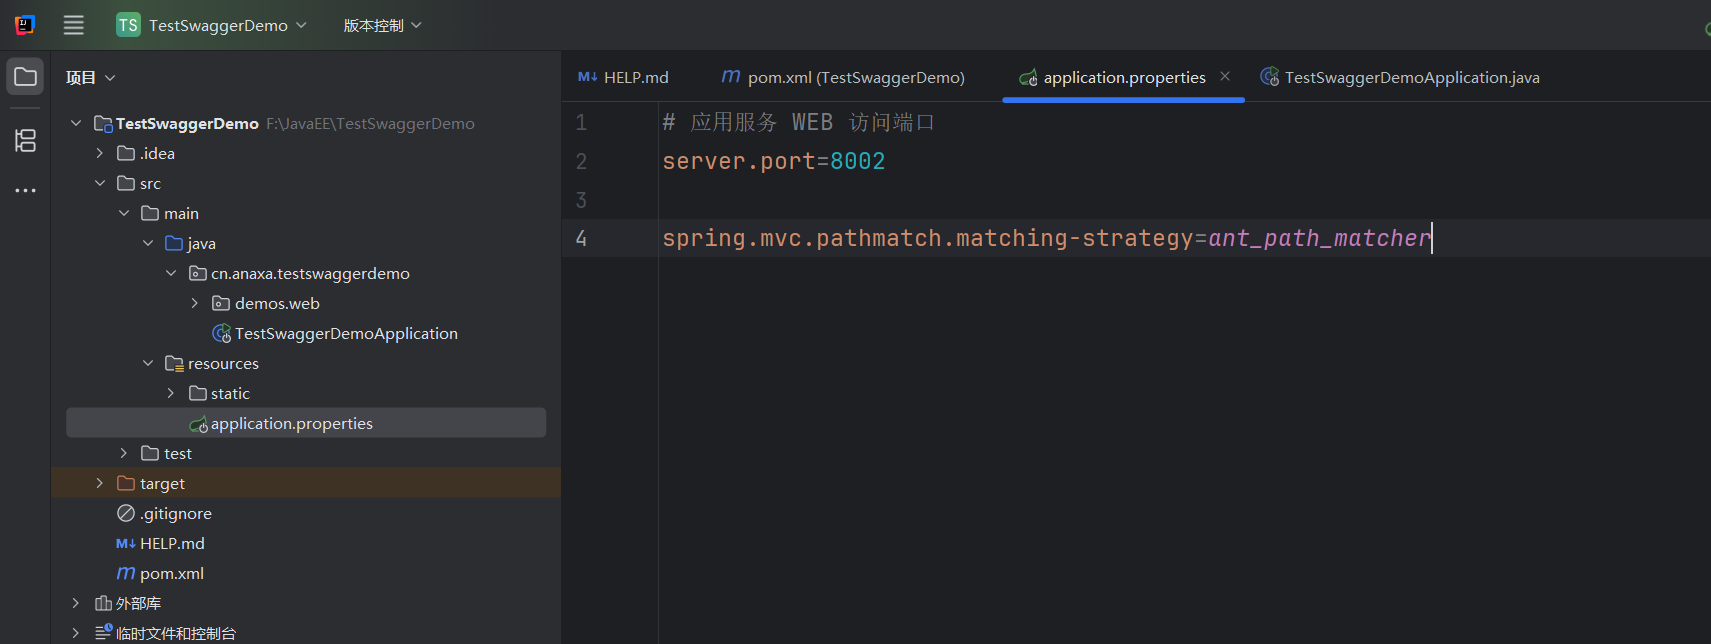 TS TestSwaggerDemo 版本控制
项目
TestSwaggerDemo F:\JavaEE\TestSwaggerDemo
.idea
src
main
java
cn.anaxa.testswaggerdemo
demos.web
TestSwaggerDemoApplication
resources
static
application.properties
test
target
.gitignore
M↓ HELP.md
m pom.xml
外部库
临时文件和控制台
M↓ HELP.md m pom.xml (TestSwaggerDemo) application.properties TestSwaggerDemoApplication.java
1 # 应用服务 WEB 访问端口
2 server.port=8002
3
4 spring.mvc.pathmatch.matching-strategy=ant_path_matcher